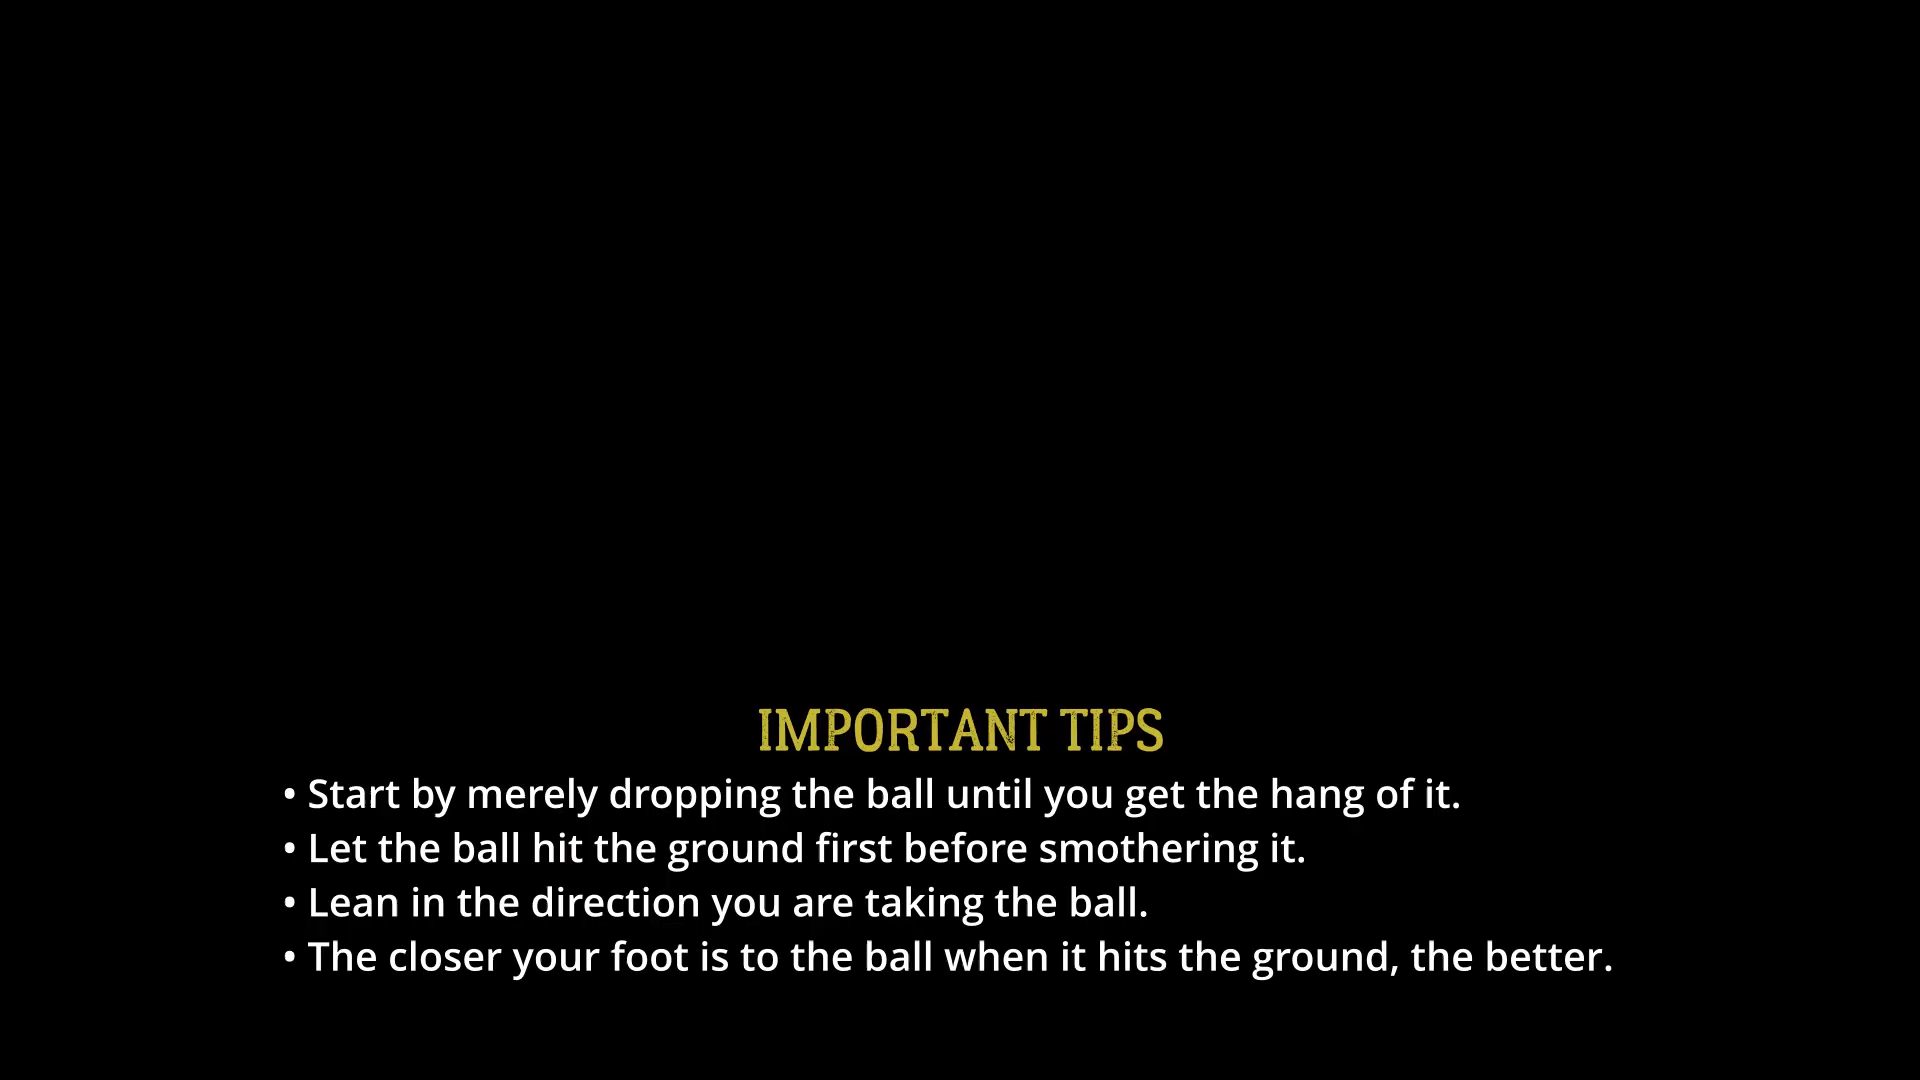 IMPORTANT TIPS
• Start by merely dropping the ball until you get the hang of it.
• Let the ball hit the ground first before smothering it.
• Lean in the direction you are taking the ball.
• The closer your foot is to the ball when it hits the ground, the better.